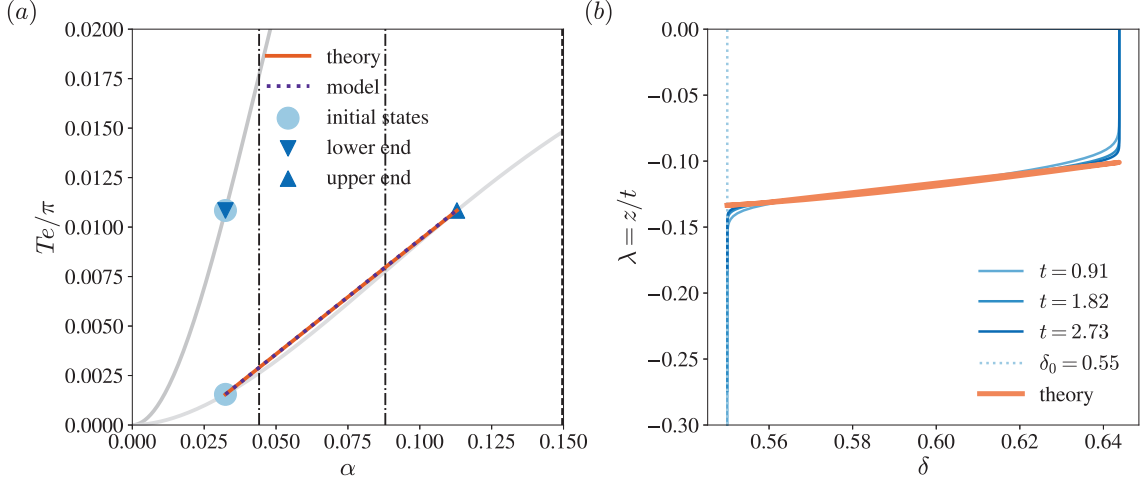 (a)
0.0200
0.0175
0.0150
0.0125
0.0100
0.0075
0.0050
0.0025
0.0000
Te/π
0.000
0.025
0.050
0.075
0.100
0.125
0.150
α
theory
model
initial states
lower end
upper end
(b)
0.00
−0.05
−0.10
−0.15
−0.20
−0.25
−0.30
λ = z/t
0.56
0.58
0.60
0.62
0.64
δ
t = 0.91
t = 1.82
t = 2.73
δ₀ = 0.55
theory